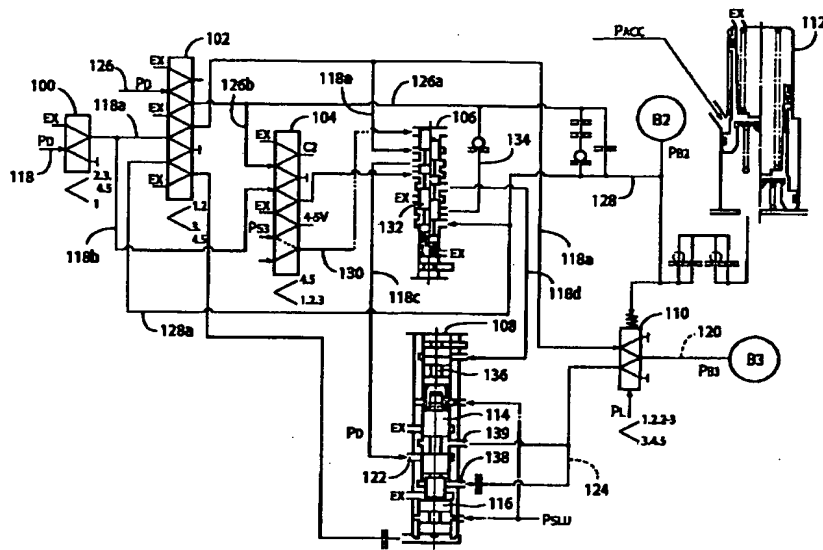 102
EX
126
PD
EX
100
118a
EX
PD
118
2.3.
4.5
1
EX
1.2
3
4.5
118b
128a
126b
118a
126a
104
EX
C2
EX
4-5V
PS3
130
4.5
1.2.3
106
EX
132
EX
134
118c
118d
118a
128
PACC
EX
112
B2
PB2
110
120
PB3
B3
PL
1.2.2-3
3.4.5
108
136
114
EX
139
PD
122
138
124
EX
116
PSLU